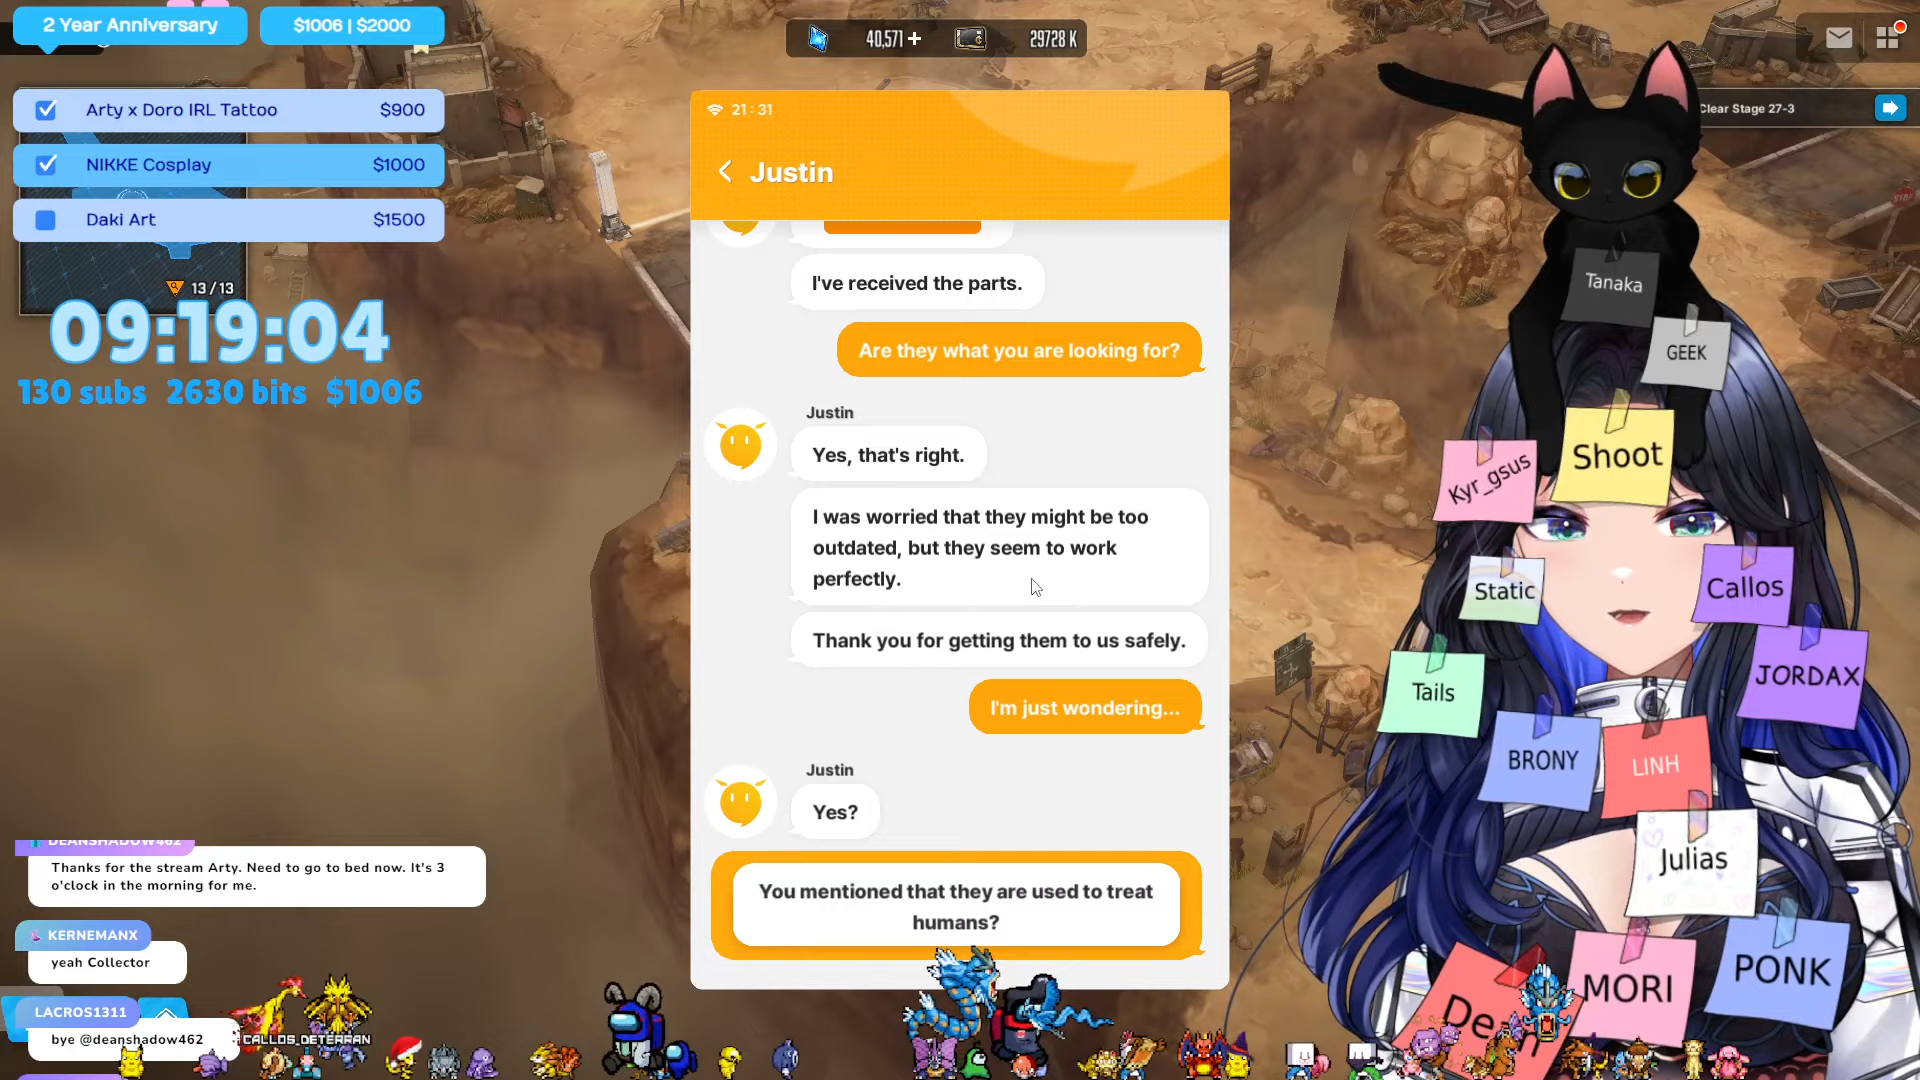 2 Year Anniversary
$1006 | $2000
Arty x Doro IRL Tattoo $900
NIKKE Cosplay $1000
Daki Art $1500
13/13
09:19:04
130 subs 2630 bits $1006
40,571
29728 K
Clear Stage 27-3
21:31
Justin
I've received the parts.
Are they what you are looking for?
Justin
Yes, that's right.
I was worried that they might be too
outdated, but they seem to work
perfectly.
Thank you for getting them to us safely.
I'm just wondering...
Justin
Yes?
You mentioned that they are used to treat
humans?
DEANSHADOW462
Thanks for the stream Arty. Need to go to bed now. It's 3
o'clock in the morning for me.
KERNEMANX
yeah Collector
LACROS1311
bye @deanshadow462
CALLOS_DETERRAN
Tanaka
GEEK
Shoot
Kyr_gsus
Static
Callos
Tails
JORDAX
BRONY
LINH
Julias
MORI
PONK
Dean